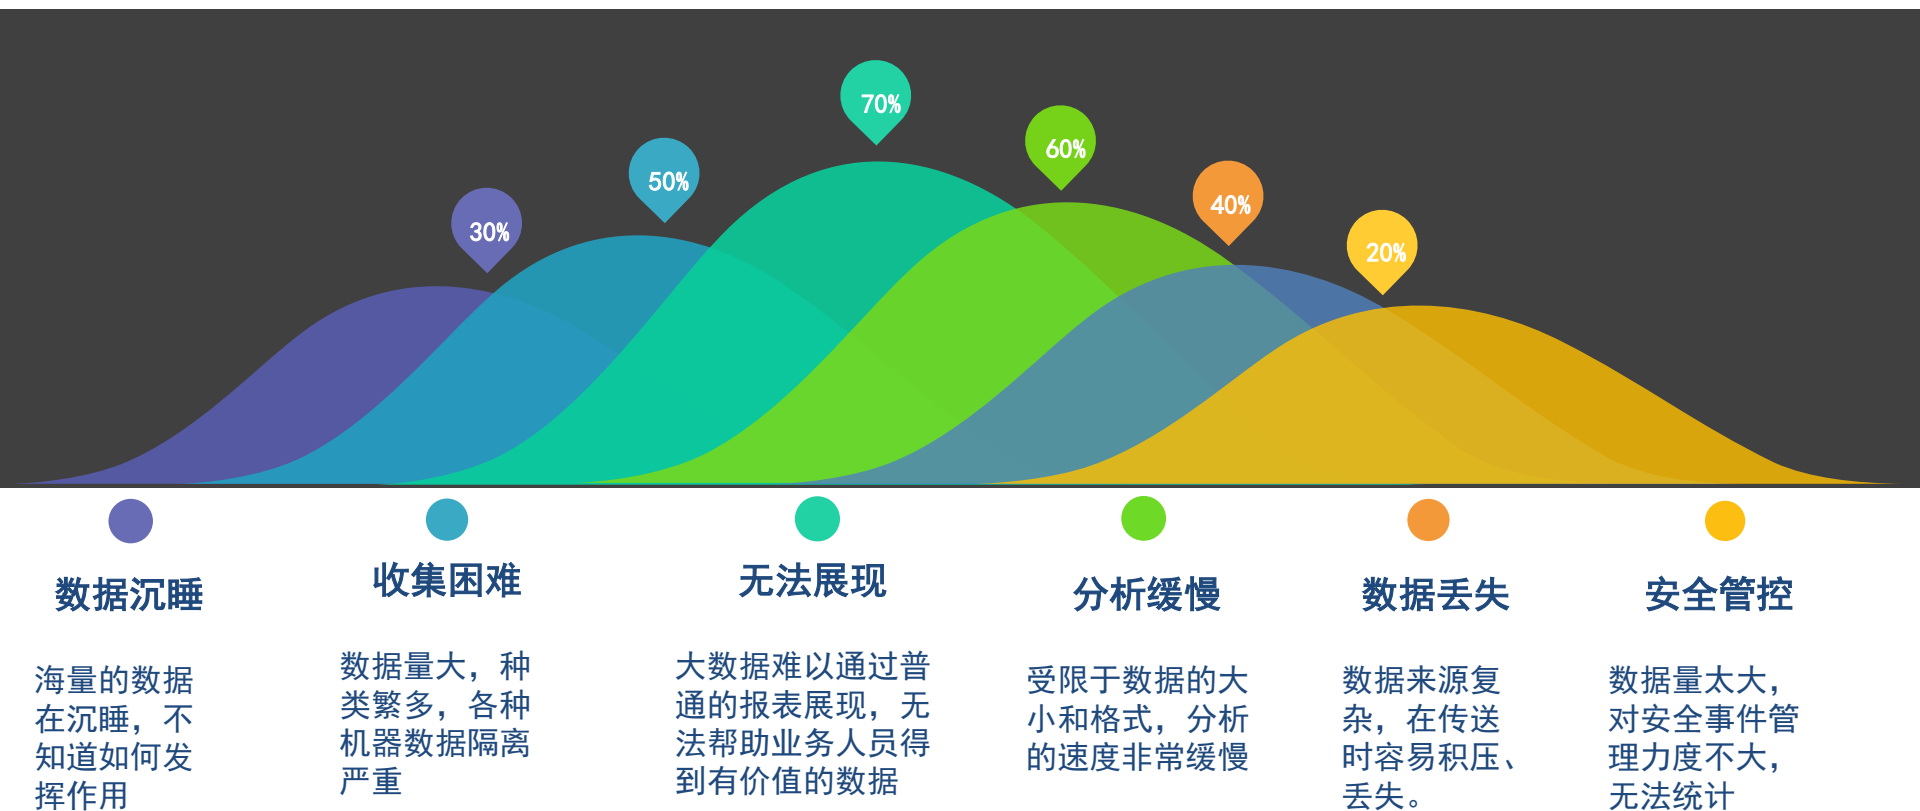 30%
50%
70%
60%
40%
20%
数据沉睡
海量的数据
在沉睡，不
知道如何发
挥作用
收集困难
数据量大，种
类繁多，各种
机器数据隔离
严重
无法展现
大数据难以通过普
通的报表展现，无
法帮助业务人员得
到有价值的数据
分析缓慢
受限于数据的大
小和格式，分析
的速度非常缓慢
数据丢失
数据来源复
杂，在传送
时容易积压、
丢失。
安全管控
数据量太大，
对安全事件管
理力度不大，
无法统计